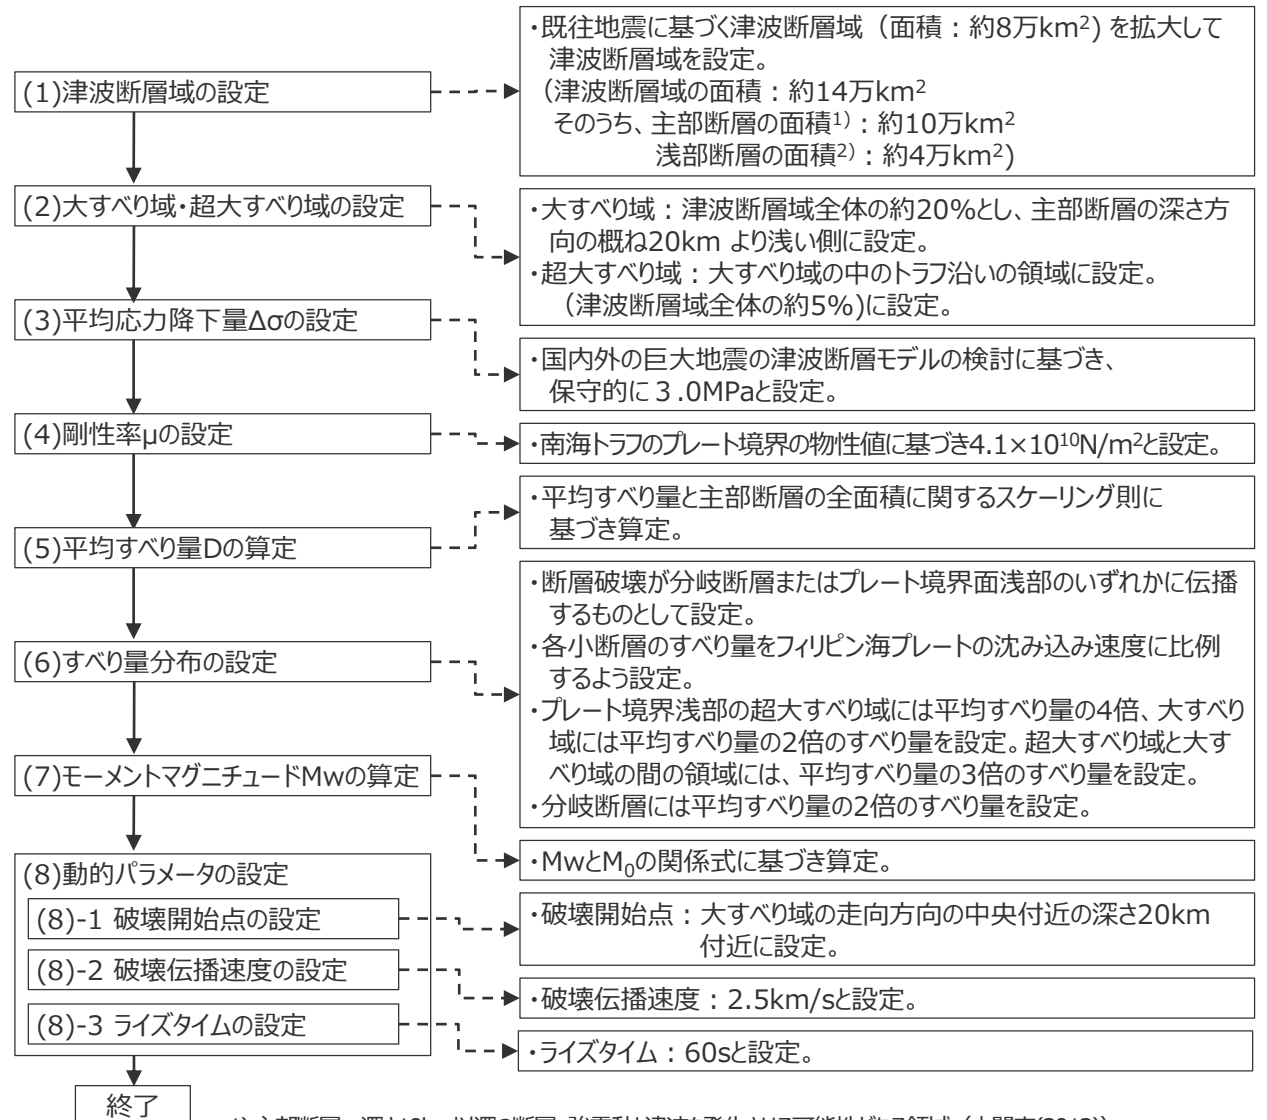 (1)津波断層域の設定
・既往地震に基づく津波断層域（面積：約8万km2) を拡大して
津波断層域を設定。
（津波断層域の面積：約14万km2
そのうち、主部断層の面積1)：約10万km2
浅部断層の面積2)：約4万km2)
(2)大すべり域・超大すべり域の設定
・大すべり域：津波断層域全体の約20%とし、主部断層の深さ方
向の概ね20km より浅い側に設定。
・超大すべり域：大すべり域の中のトラフ沿いの領域に設定。
（津波断層域全体の約5%)に設定。
(3)平均応力降下量Δσの設定
・国内外の巨大地震の津波断層モデルの検討に基づき、
保守的に３.0MPaと設定。
(4)剛性率μの設定
・南海トラフのプレート境界の物性値に基づき4.1×1010N/m2と設定。
(5)平均すべり量Dの算定
・平均すべり量と主部断層の全面積に関するスケーリング則に
基づき算定。
(6)すべり量分布の設定
・断層破壊が分岐断層またはプレート境界面浅部のいずれかに伝播
するものとして設定。
・各小断層のすべり量をフィリピン海プレートの沈み込み速度に比例
するよう設定。
・プレート境界浅部の超大すべり域には平均すべり量の4倍、大すべり
域には平均すべり量の2倍のすべり量を設定。超大すべり域と大す
べり域の間の領域には、平均すべり量の3倍のすべり量を設定。
・分岐断層には平均すべり量の2倍のすべり量を設定。
(7)モーメントマグニチュードMwの算定
・MwとM0の関係式に基づき算定。
(8)動的パラメータの設定
(8)-1 破壊開始点の設定
・破壊開始点：大すべり域の走向方向の中央付近の深さ20km
付近に設定。
(8)-2 破壊伝播速度の設定
・破壊伝播速度：2.5km/sと設定。
(8)-3 ライズタイムの設定
・ライズタイム：60sと設定。
終了